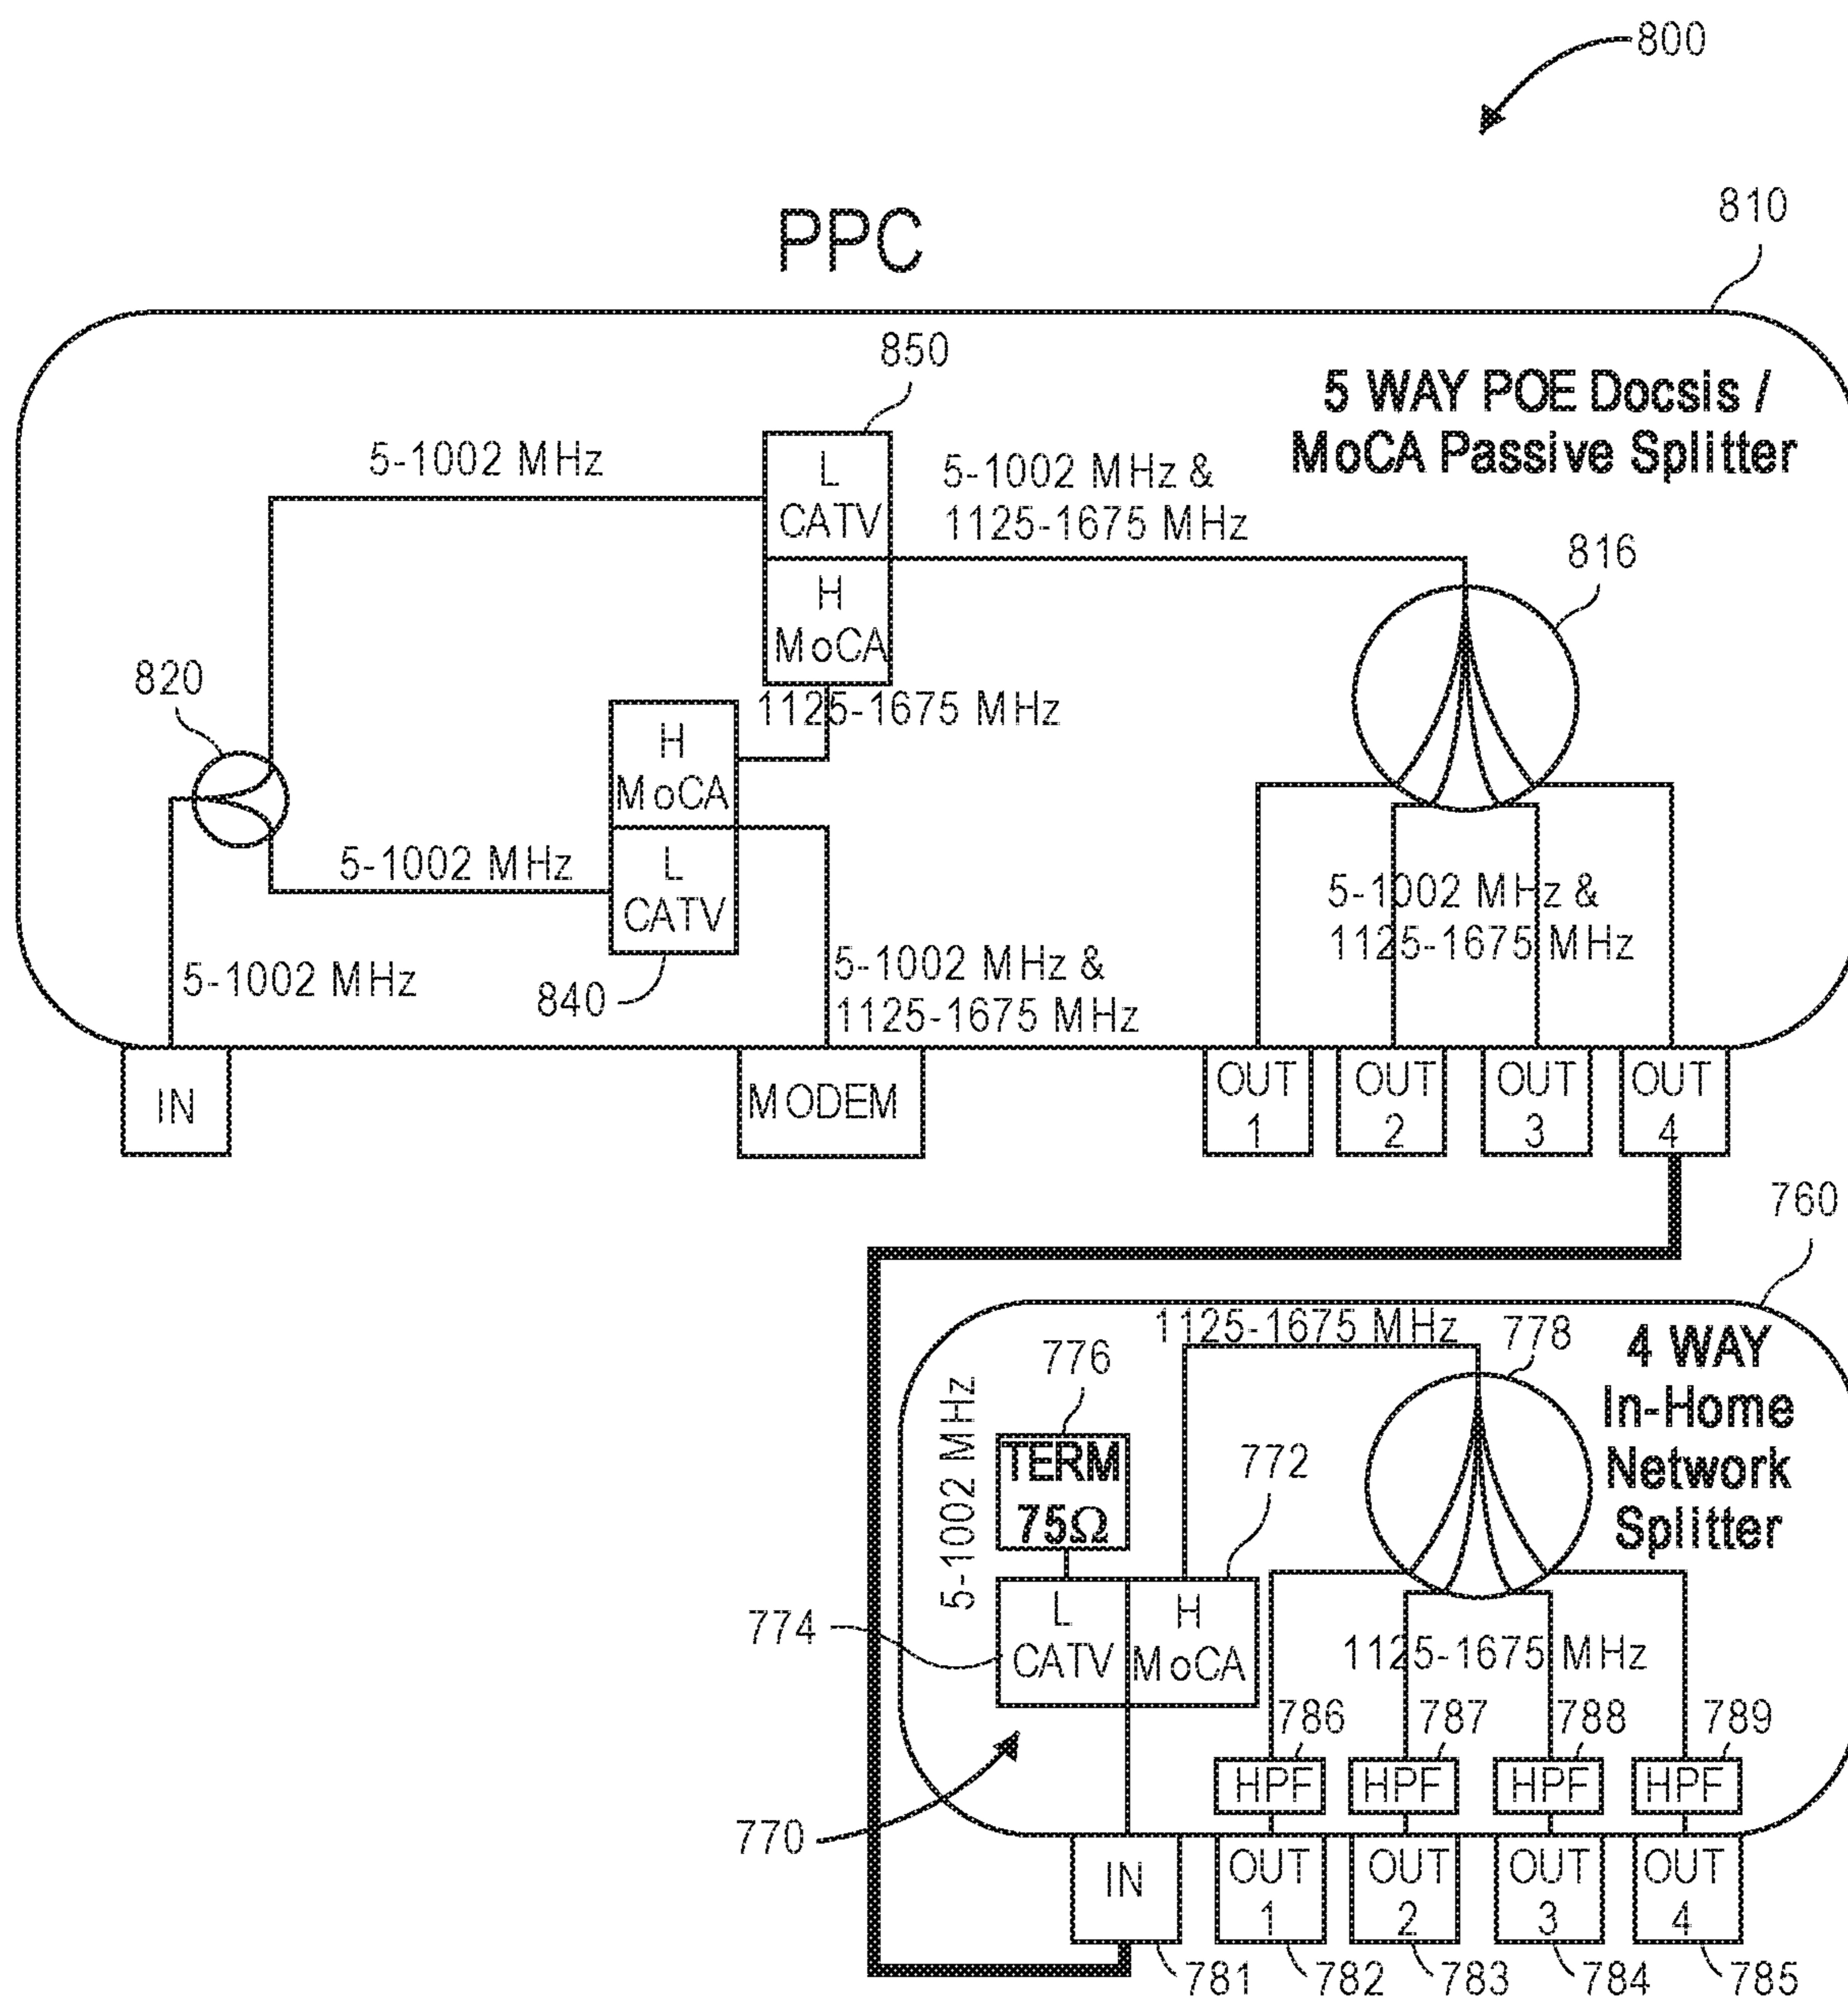 800
810
PPC
850
5 WAY POE Docsis /
MoCA Passive Splitter
5-1002 MHz
L
CATV
H
MoCA
5-1002 MHz &
1125-1675 MHz
816
820
1125-1675 MHz
H
MoCA
L
CATV
5-1002 MHz
5-1002 MHz &
1125-1675 MHz
5-1002 MHz
840
5-1002 MHz &
1125-1675 MHz
IN
MODEM
OUT
1
OUT
2
OUT
3
OUT
4
760
1125-1675 MHz
778
4 WAY
In-Home
Network
Splitter
776
5-1002 MHz
TERM
75Ω
772
774
L
CATV
H
MoCA
1125-1675 MHz
786
787
788
789
HPF
HPF
HPF
HPF
770
IN
OUT
1
OUT
2
OUT
3
OUT
4
781
782
783
784
785